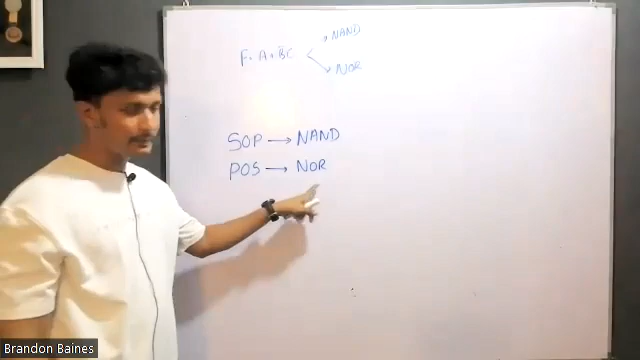 F = A + BC → NAND
→ NOR
SOP → NAND
POS → NOR
Brandon Baines